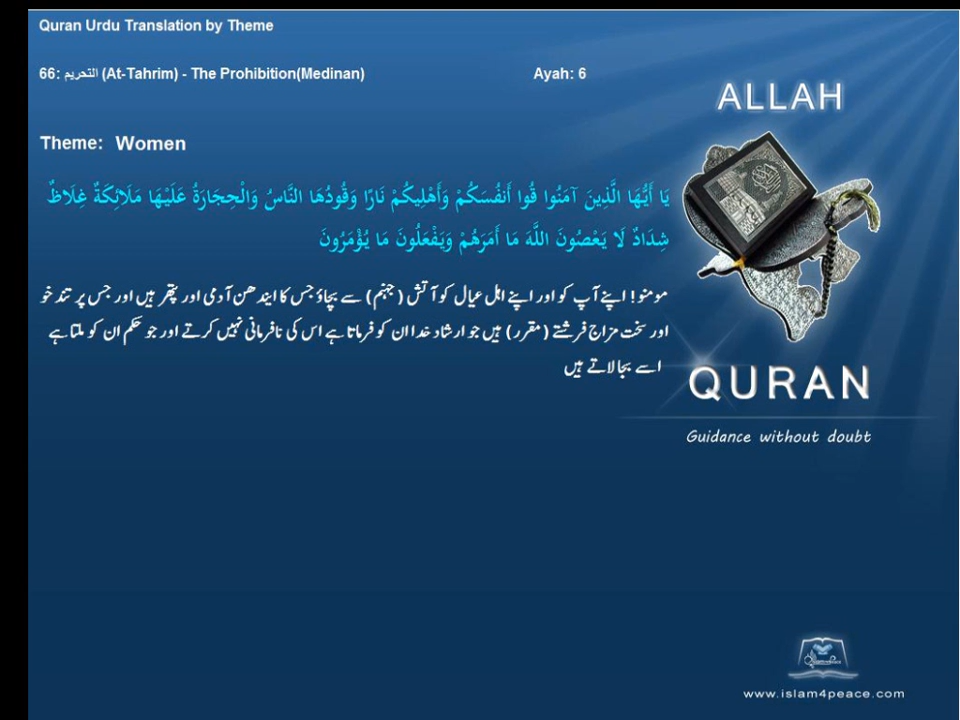 Quran Urdu Translation by Theme
66: التحريم (At-Tahrim) - The Prohibition(Medinan) Ayah: 6
ALLAH
Theme: Women
يَا أَيُّهَا الَّذِينَ آمَنُوا قُوا أَنفُسَكُمْ وَأَهْلِيكُمْ نَارًا وَقُودُهَا النَّاسُ وَالْحِجَارَةُ عَلَيْهَا مَلَائِكَةٌ غِلَاظٌ
شِدَادٌ لَا يَعْصُونَ اللَّهَ مَا أَمَرَهُمْ وَيَفْعَلُونَ مَا يُؤْمَرُونَ
مومنو! اپنے آپ کو اور اپنے اہل عیال کو آتش (جہنم) سے بچاؤ جس کا ایندھن آدمی اور پتھر ہیں اور جس پر تند خو
اور سخت مزاج فرشتے (مقرر) ہیں جو ارشاد خدا ان کو فرماتا ہے اس کی نافرمانی نہیں کرتے اور جو حکم ان کو ملتا ہے
اسے بجا لاتے ہیں
QURAN
Guidance without doubt
www.islam4peace.com